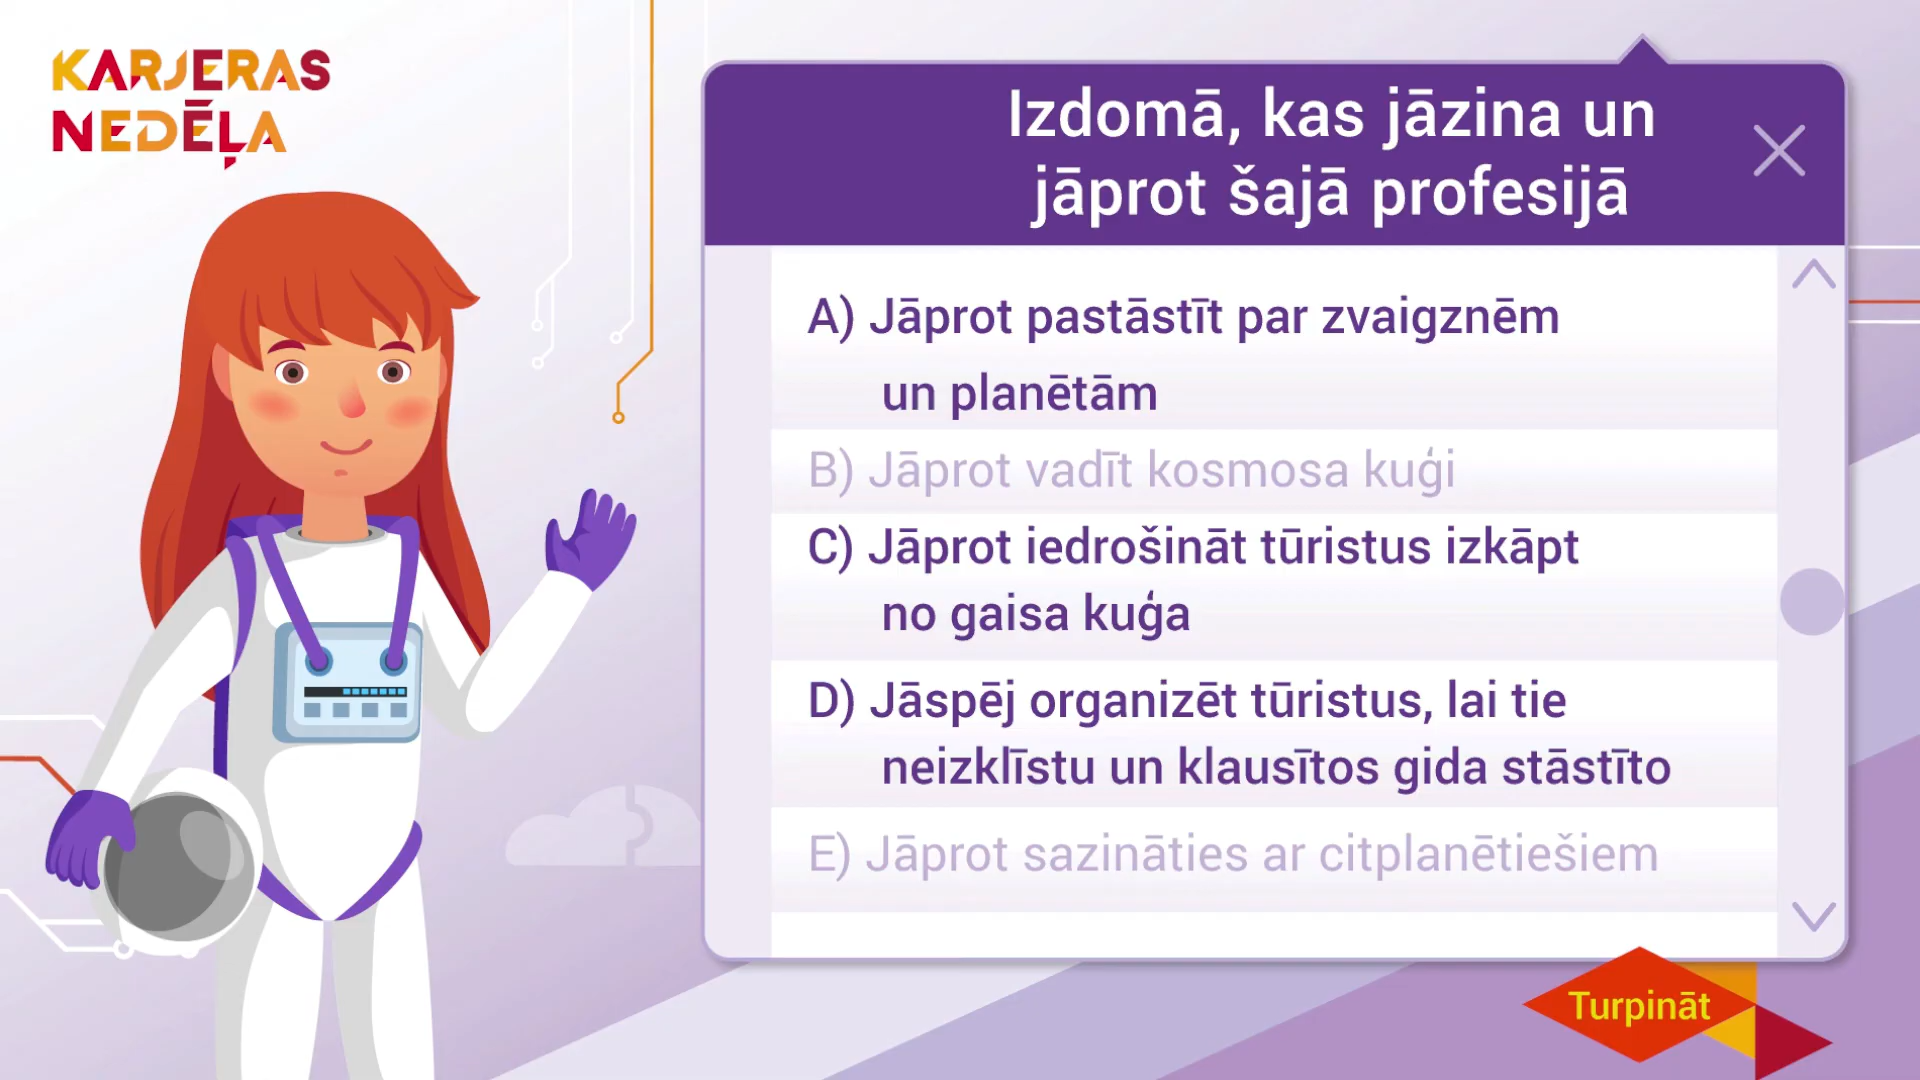 KARJERAS
NEDĒĻA
Izdomā, kas jāzina un
jāprot šajā profesijā
A) Jāprot pastāstīt par zvaigznēm
un planētām
B) Jāprot vadīt kosmosa kuģi
C) Jāprot iedrošināt tūristus izkāpt
no gaisa kuģa
D) Jāspēj organizēt tūristus, lai tie
neizklīstu un klausītos gida stāstīto
E) Jāprot sazināties ar citplanētiešiem
Turpināt